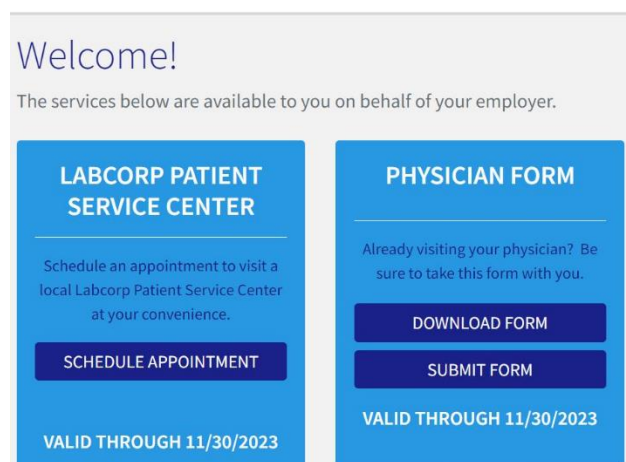 Welcome!
The services below are available to you on behalf of your employer.
LABCORP PATIENT
SERVICE CENTER
Schedule an appointment to visit a
local Labcorp Patient Service Center
at your convenience.
SCHEDULE APPOINTMENT
VALID THROUGH 11/30/2023
PHYSICIAN FORM
Already visiting your physician? Be
sure to take this form with you.
DOWNLOAD FORM
SUBMIT FORM
VALID THROUGH 11/30/2023